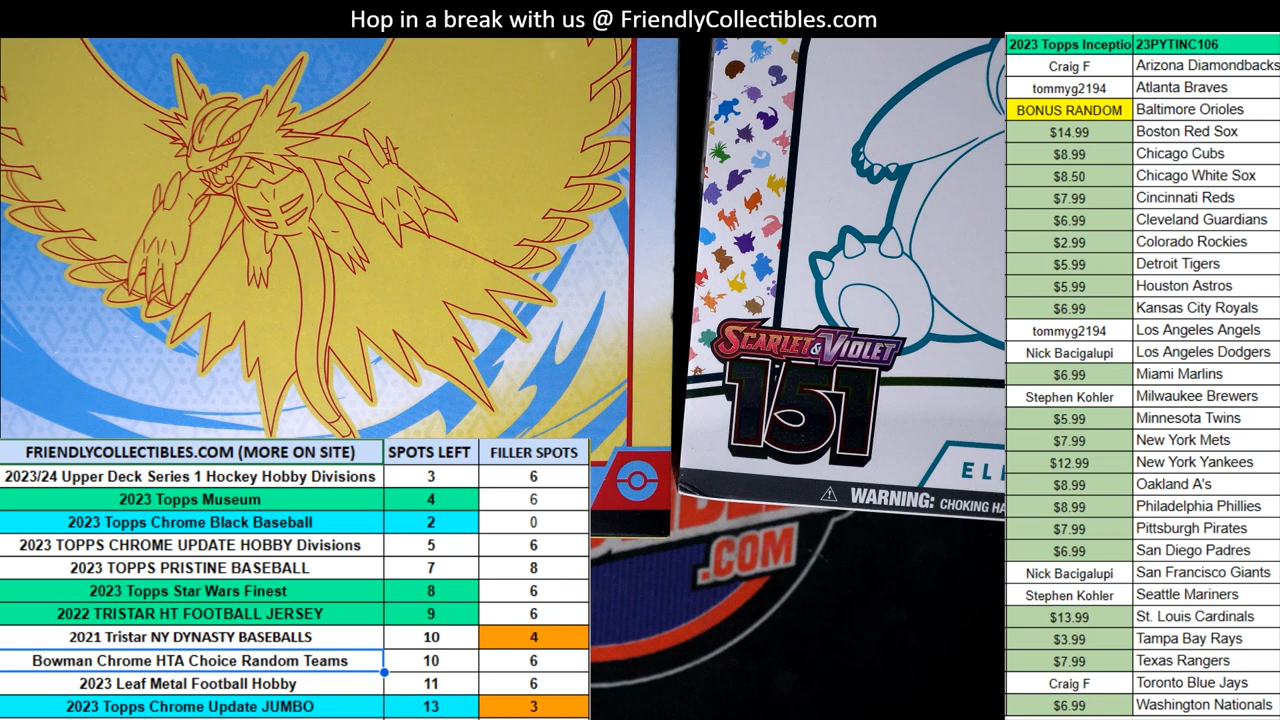 Hop in a break with us @ FriendlyCollectibles.com
SCARLET & VIOLET
151
WARNING: CHOKING HA
.COM
FRIENDLYCOLLECTIBLES.COM (MORE ON SITE) SPOTS LEFT FILLER SPOTS
2023/24 Upper Deck Series 1 Hockey Hobby Divisions 3 6
2023 Topps Museum 4 6
2023 Topps Chrome Black Baseball 2 0
2023 TOPPS CHROME UPDATE HOBBY Divisions 5 6
2023 TOPPS PRISTINE BASEBALL 7 8
2023 Topps Star Wars Finest 8 6
2022 TRISTAR HT FOOTBALL JERSEY 9 6
2021 Tristar NY DYNASTY BASEBALLS 10 4
Bowman Chrome HTA Choice Random Teams 10 6
2023 Leaf Metal Football Hobby 11 6
2023 Topps Chrome Update JUMBO 13 3
2023 Topps Inceptio 23PYTINC106
Craig F Arizona Diamondbacks
tommyg2194 Atlanta Braves
BONUS RANDOM Baltimore Orioles
$14.99 Boston Red Sox
$8.99 Chicago Cubs
$8.50 Chicago White Sox
$7.99 Cincinnati Reds
$6.99 Cleveland Guardians
$2.99 Colorado Rockies
$5.99 Detroit Tigers
$5.99 Houston Astros
$6.99 Kansas City Royals
tommyg2194 Los Angeles Angels
Nick Bacigalupi Los Angeles Dodgers
$6.99 Miami Marlins
Stephen Kohler Milwaukee Brewers
$5.99 Minnesota Twins
$7.99 New York Mets
$12.99 New York Yankees
$8.99 Oakland A's
$8.99 Philadelphia Phillies
$7.99 Pittsburgh Pirates
$6.99 San Diego Padres
Nick Bacigalupi San Francisco Giants
Stephen Kohler Seattle Mariners
$13.99 St. Louis Cardinals
$3.99 Tampa Bay Rays
$7.99 Texas Rangers
Craig F Toronto Blue Jays
$6.99 Washington Nationals